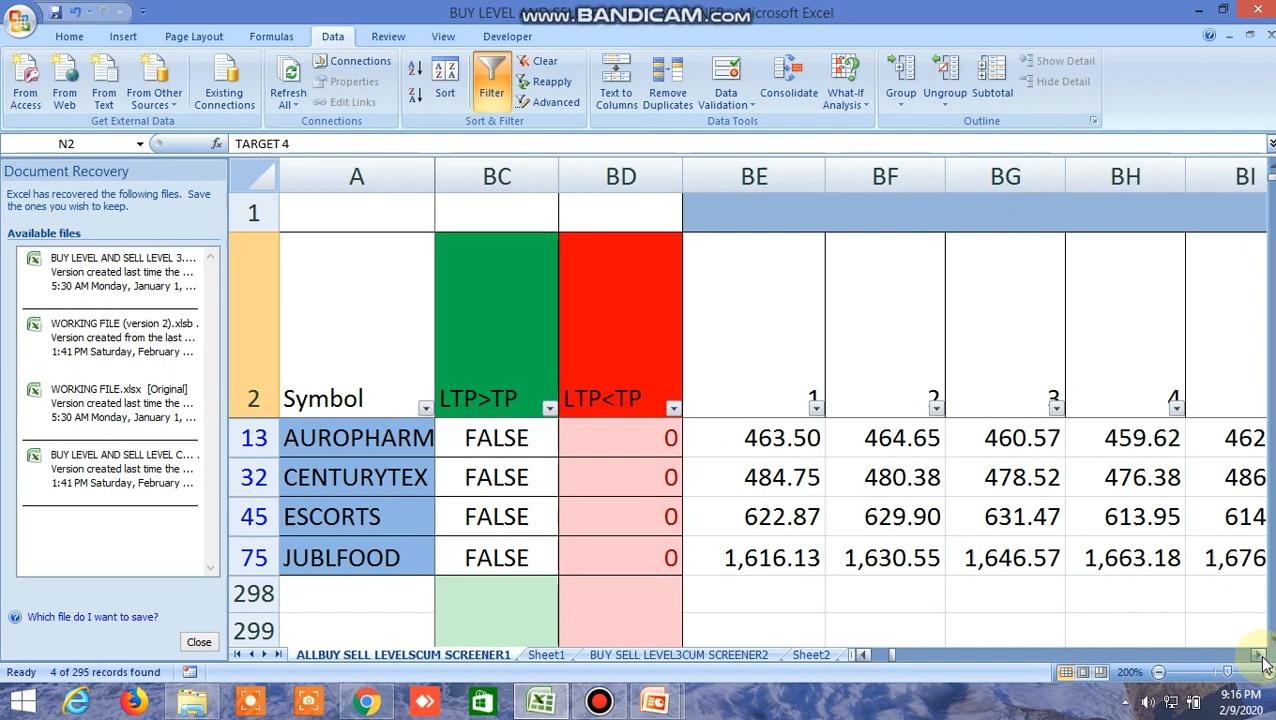 BUY LEVEL AND SELL
www.BANDICAM.com
Microsoft Excel
Home Insert Page Layout Formulas Data Review View Developer
From Access
From Web
From Text
From Other Sources
Existing Connections
Get External Data
Refresh All
Connections
Properties
Edit Links
Connections
Sort
Filter
Clear
Reapply
Advanced
Sort & Filter
Text to Columns
Remove Duplicates
Data Validation
Consolidate
What-If Analysis
Data Tools
Group
Ungroup
Subtotal
Show Detail
Hide Detail
Outline
N2 fx TARGET 4
Document Recovery
Excel has recovered the following files. Save
the ones you wish to keep.
Available files
BUY LEVEL AND SELL LEVEL 3....
Version created last time the ...
5:30 AM Monday, January 1, ...
WORKING FILE (version 2).xlsb
Version created from the last ...
1:41 PM Saturday, February ...
WORKING FILE.xlsx [Original]
Version created last time the ...
5:30 AM Monday, January 1, ...
BUY LEVEL AND SELL LEVEL C...
Version created last time the ...
1:41 PM Saturday, February ...
Which file do I want to save?
Close
A BC BD BE BF BG BH BI
1
2 Symbol LTP>TP LTP<TP 1 2 3 4
13 AUROPHARM FALSE 0 463.50 464.65 460.57 459.62 462
32 CENTURYTEX FALSE 0 484.75 480.38 478.52 476.38 486
45 ESCORTS FALSE 0 622.87 629.90 631.47 613.95 614
75 JUBLFOOD FALSE 0 1,616.13 1,630.55 1,646.57 1,663.18 1,676
298
299
ALLBUY SELL LEVELSCUM SCREENER1 Sheet1 BUY SELL LEVEL3CUM SCREENER2 Sheet2
Ready 4 of 295 records found 200%
9:16 PM
2/9/2020